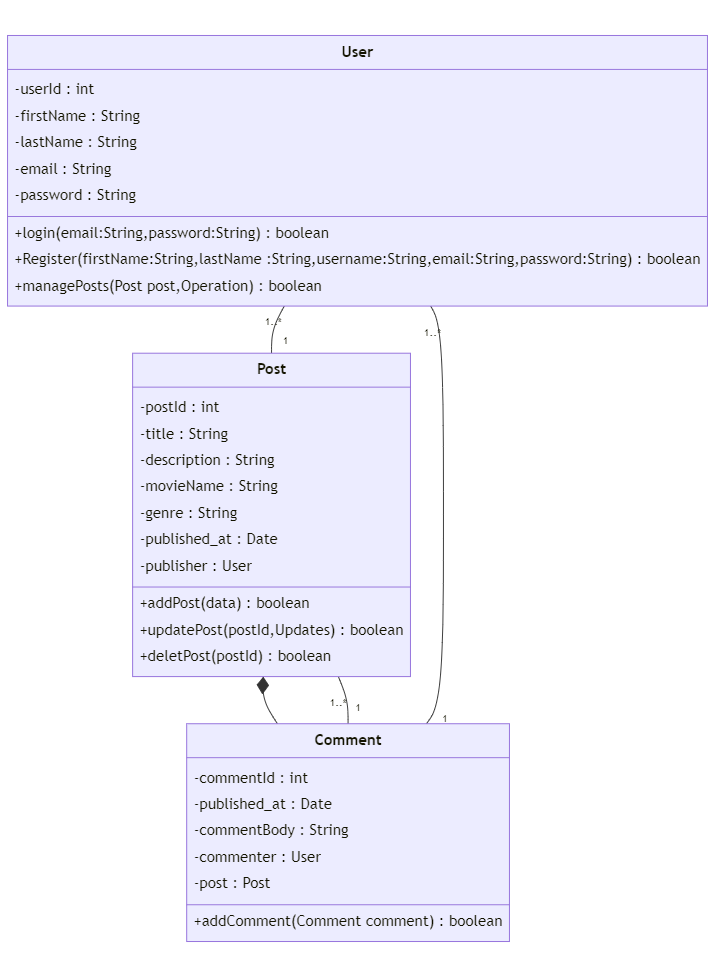 User
-userId : int
-firstName : String
-lastName : String
-email : String
-password : String
+login(email:String,password:String) : boolean
+Register(firstName:String,lastName :String,username:String,email:String,password:String) : boolean
+managePosts(Post post,Operation) : boolean
1..*
1..*
1
Post
-postId : int
-title : String
-description : String
-movieName : String
-genre : String
-published_at : Date
-publisher : User
+addPost(data) : boolean
+updatePost(postId,Updates) : boolean
+deletPost(postId) : boolean
1..*
1
1
Comment
-commentId : int
-published_at : Date
-commentBody : String
-commenter : User
-post : Post
+addComment(Comment comment) : boolean